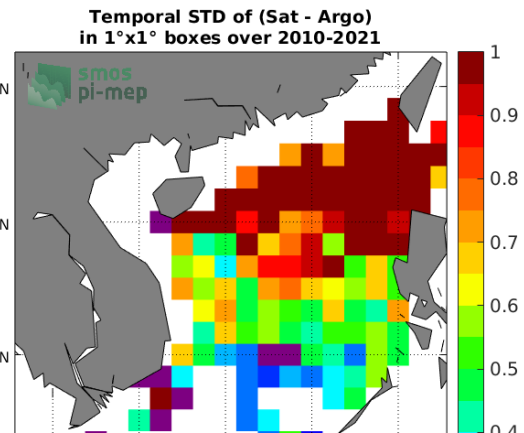 Temporal STD of (Sat - Argo)
in 1°x1° boxes over 2010-2021
smos
pi-mep
N
N
N
1
0.9
0.8
0.7
0.6
0.5
0.4